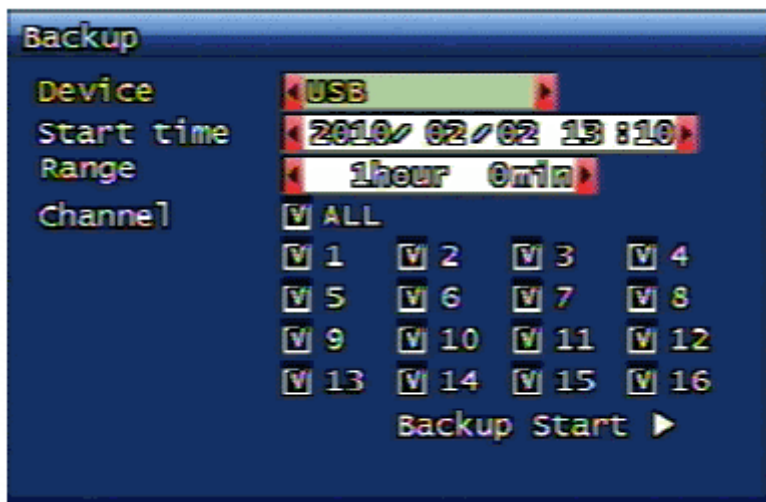 Backup
Device USB
Start time 2010/ 02/ 02 13 :10
Range 1hour 0min
Channel ALL
1 2 3 4
5 6 7 8
9 10 11 12
13 14 15 16
Backup Start